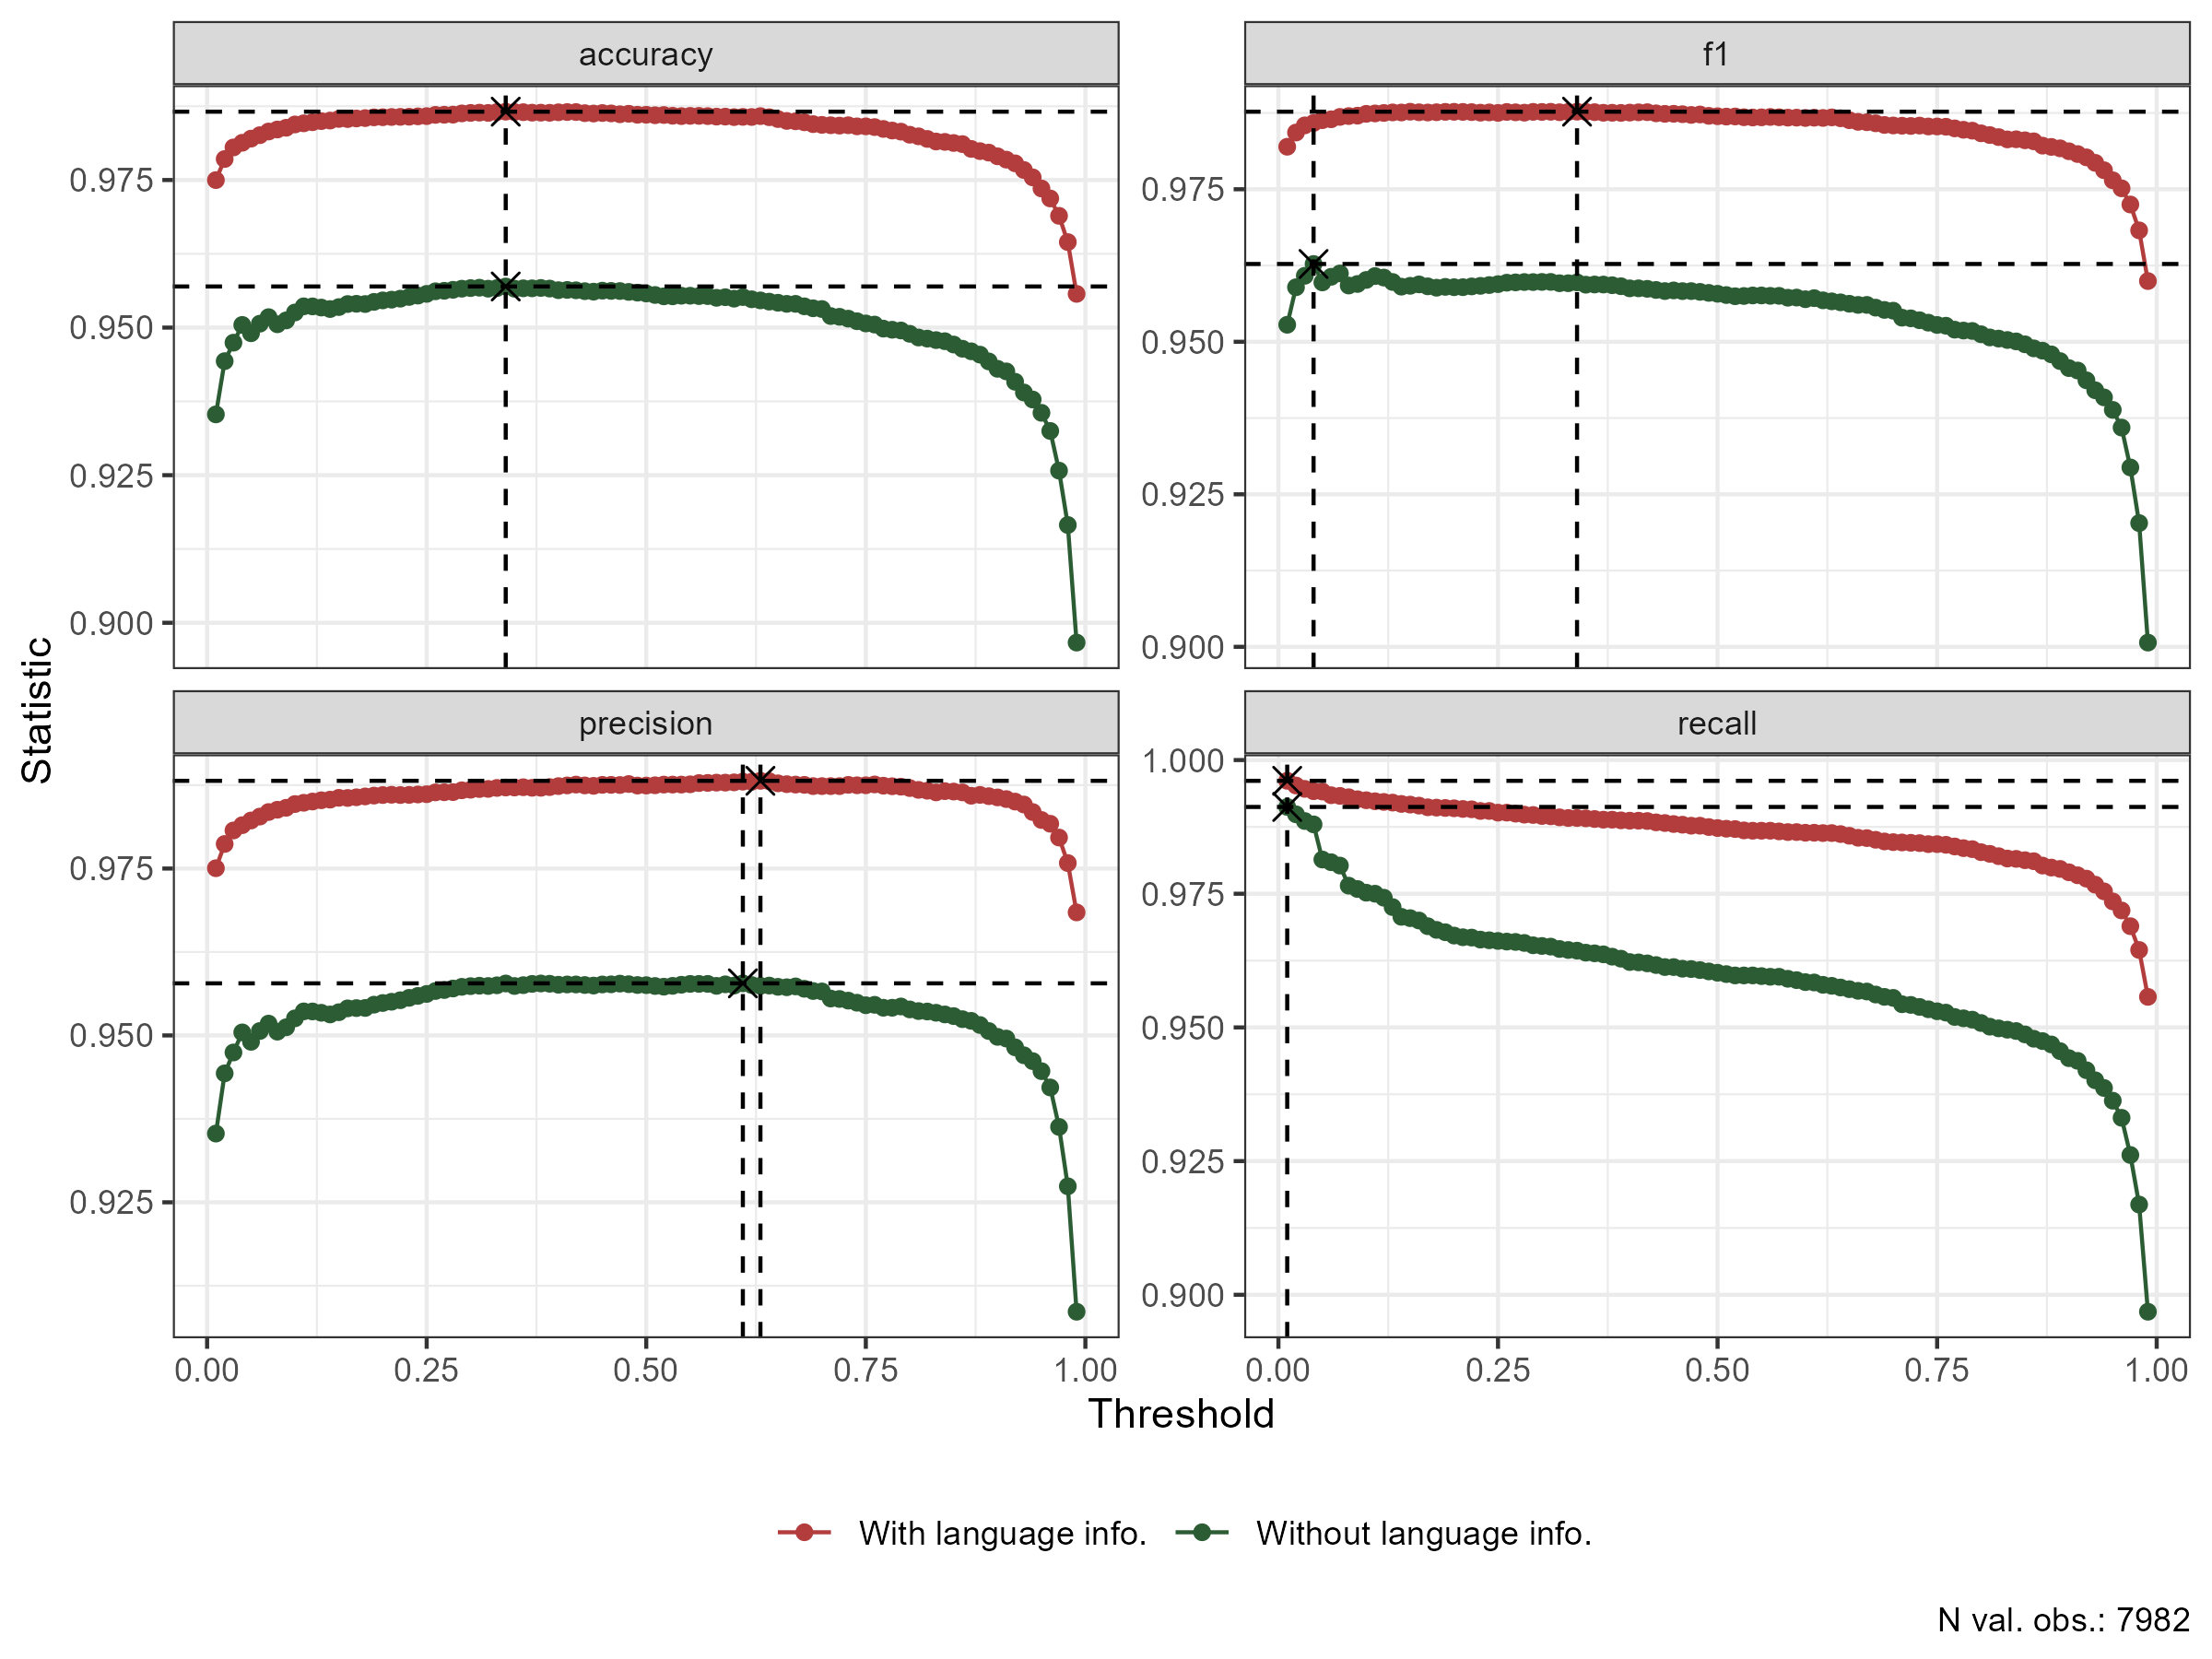 accuracy
f1
0.975
0.950
0.925
0.900
0.975
0.950
0.925
0.900
Statistic
precision
recall
0.975
0.950
0.925
1.000
0.975
0.950
0.925
0.900
0.00 0.25 0.50 0.75 1.00
0.00 0.25 0.50 0.75 1.00
Threshold
With language info. Without language info.
N val. obs.: 7982